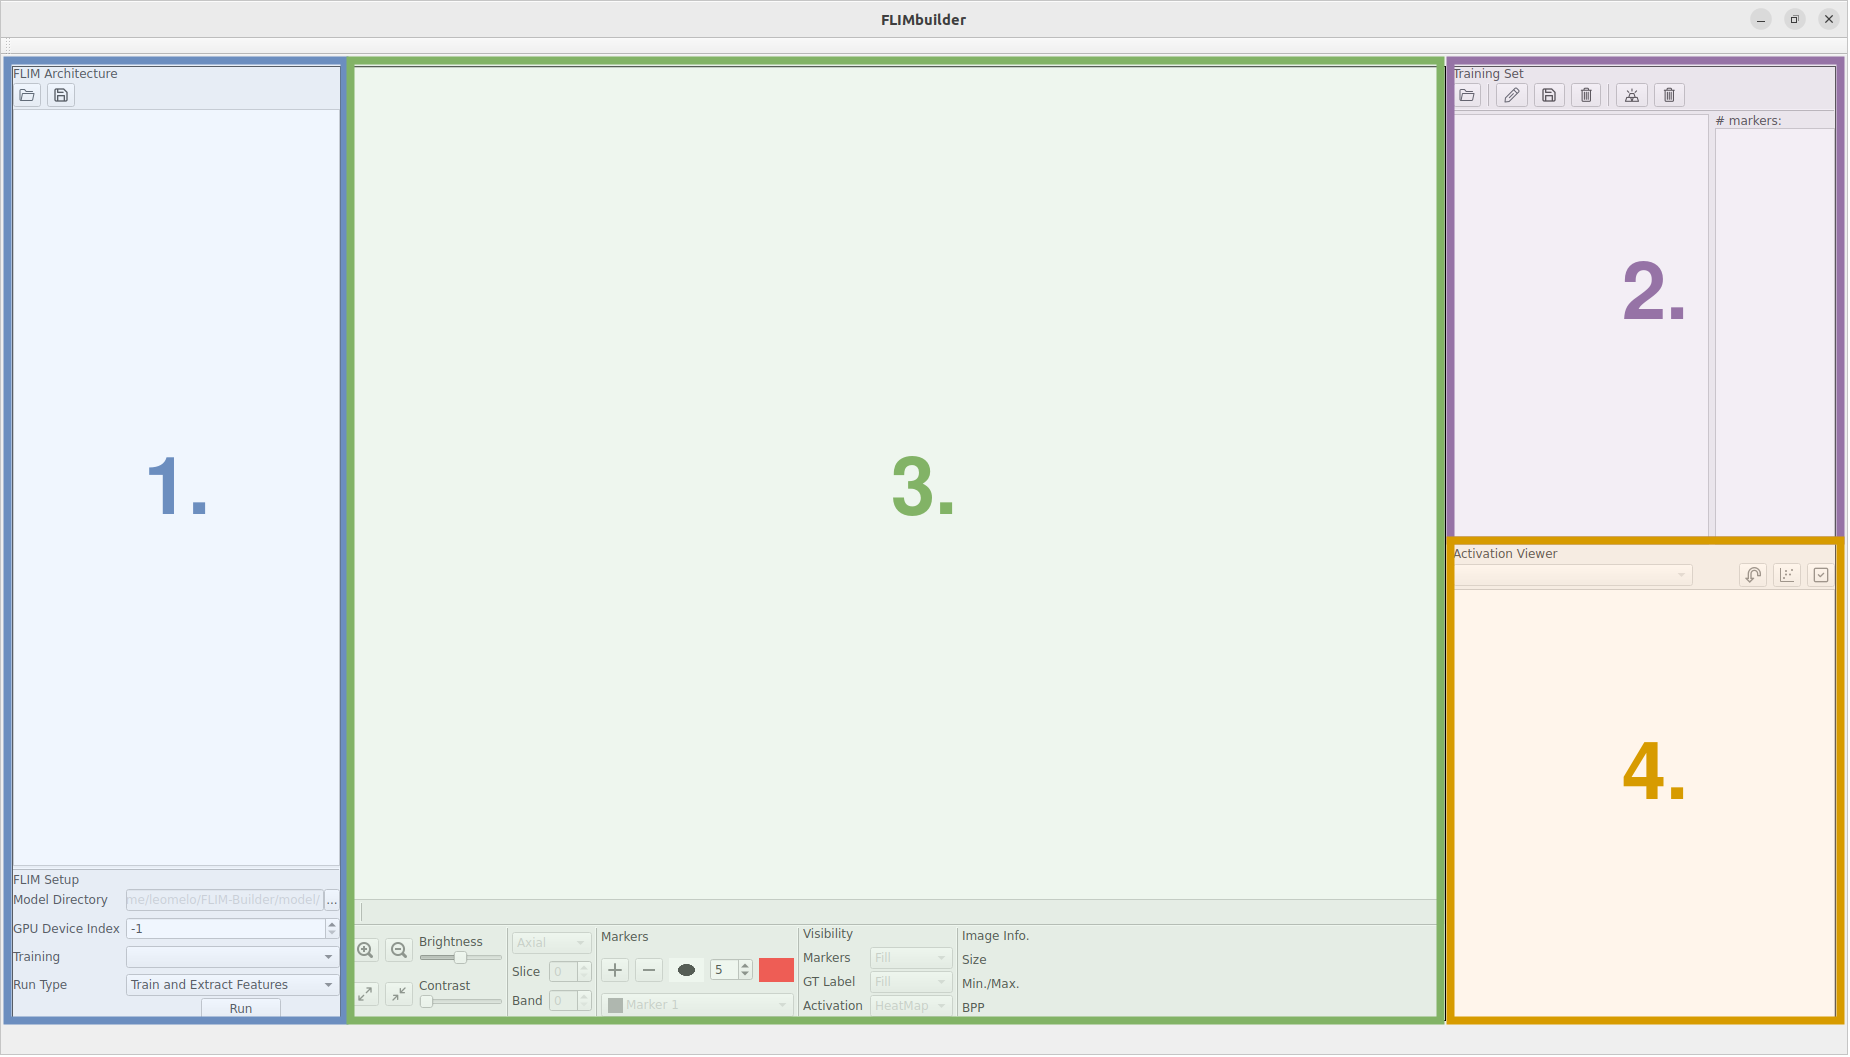 FLIMbuilder
FLIM Architecture
1.
FLIM Setup
Model Directory me/leomelo/FLIM-Builder/model/ ...
GPU Device Index -1
Training
Run Type Train and Extract Features
Run
3.
Brightness
Contrast
Axial
Slice 0
Band 0
Markers
5
Marker 1
Visibility
Markers Fill
GT Label Fill
Activation HeatMap
Image Info.
Size
Min./Max.
BPP
Training Set
# markers:
2.
Activation Viewer
4.